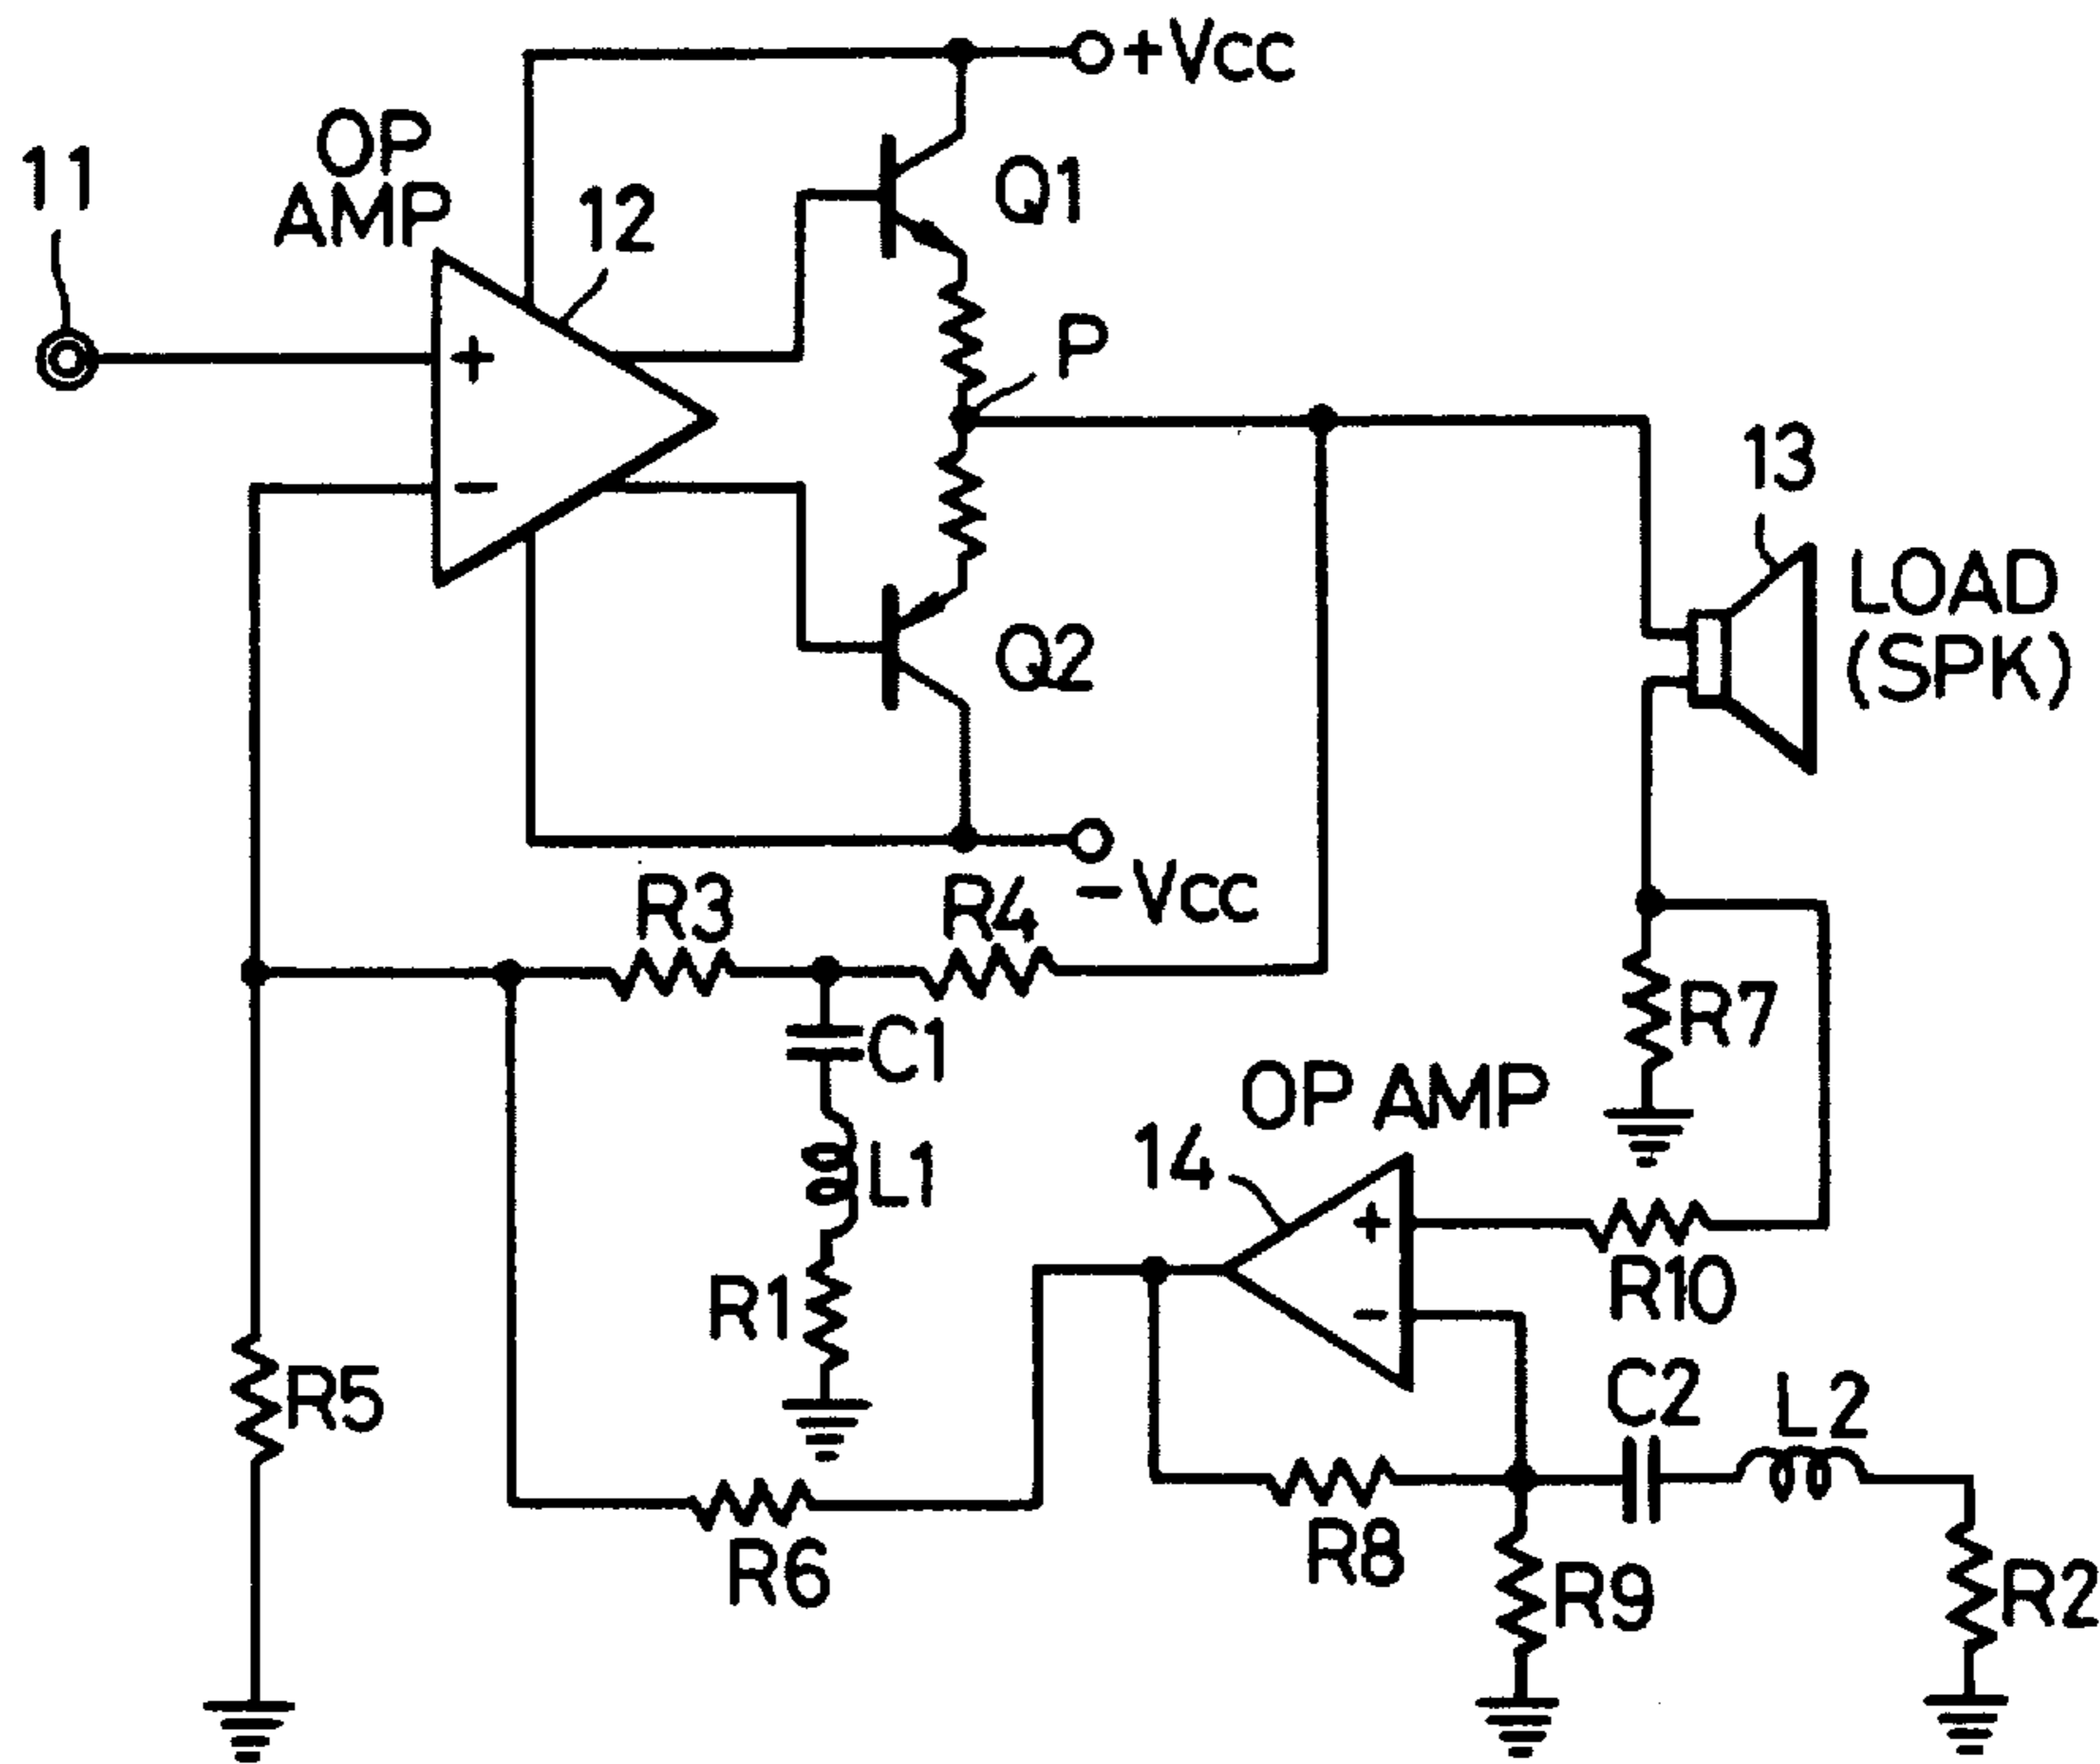 +Vcc
OP
AMP
11
12
Q1
+
P
-
13
LOAD
(SPK)
Q2
-Vcc
R3
R4
R7
C1
OP AMP
14
L1
+
R10
R1
-
C2
L2
R5
R8
R6
R9
R2